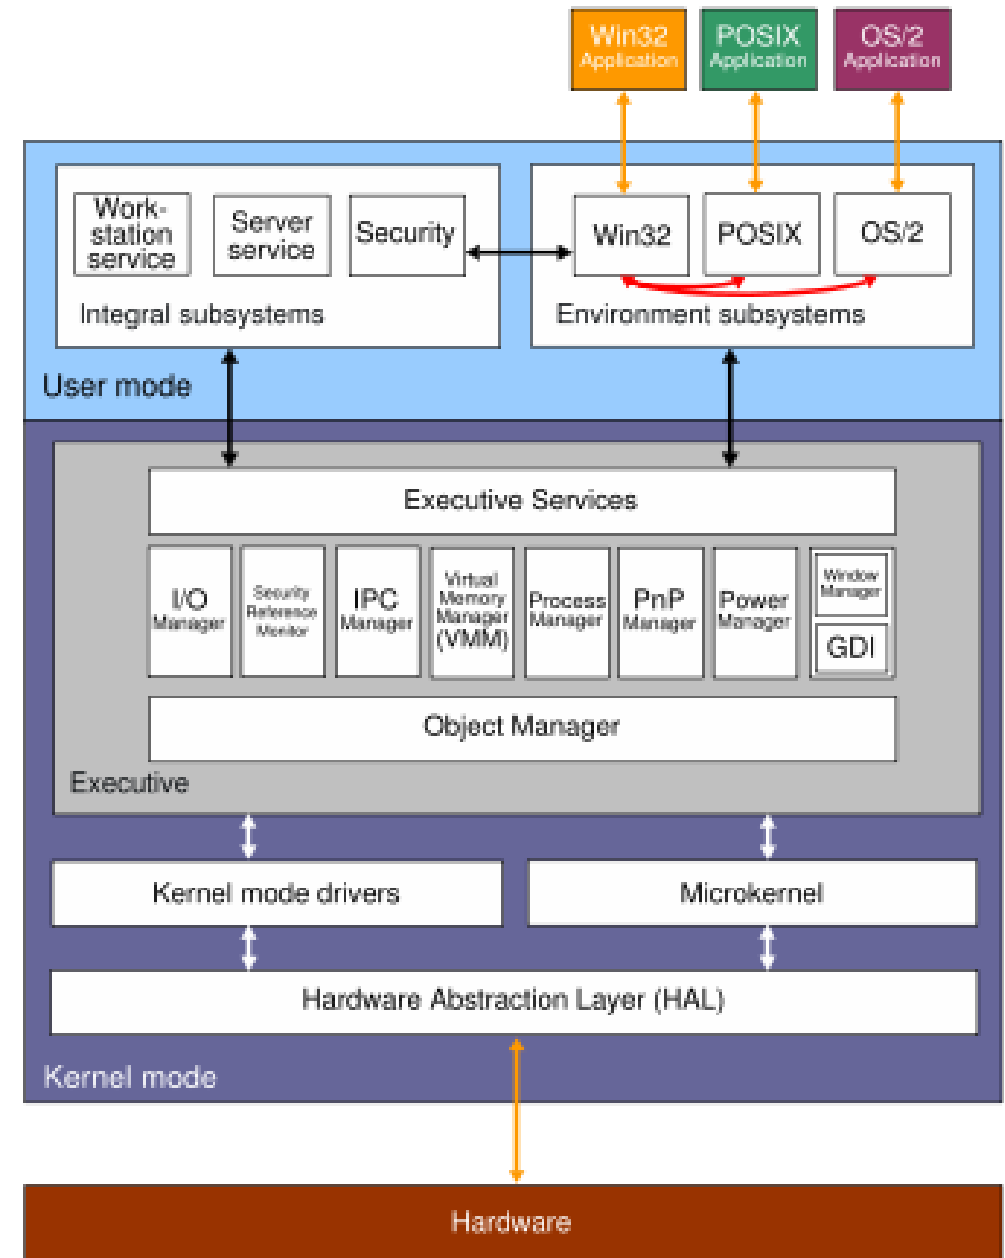 Win32
Application
POSIX
Application
OS/2
Application
Work-
station
service
Server
service
Security
Integral subsystems
Win32
POSIX
OS/2
Environment subsystems
User mode
Executive Services
I/O
Manager
Security
Reference
Monitor
IPC
Manager
Virtual
Memory
Manager
(VMM)
Process
Manager
PnP
Manager
Power
Manager
Window
Manager
GDI
Object Manager
Executive
Kernel mode drivers
Microkernel
Hardware Abstraction Layer (HAL)
Kernel mode
Hardware